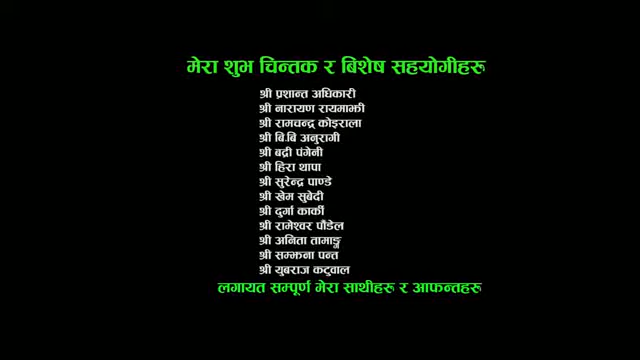 मेरा शुभ चिन्तक र बिशेष सहयोगीहरू
श्री प्रशान्त अधिकारी
श्री नारायण रायमाझी
श्री रामचन्द्र कोइराला
श्री बि.बि अनुरागी
श्री बद्री पंगेनी
श्री हिरा थापा
श्री सुरेन्द्र पाण्डे
श्री खेम सुबेदी
श्री दुर्गा कार्की
श्री रामेश्वर पौंडेल
श्री अनिता तामाङ्ग
श्री सम्झना पन्त
श्री युबराज कटुवाल
लगायत सम्पूर्ण मेरा साथीहरू र आफन्तहरू